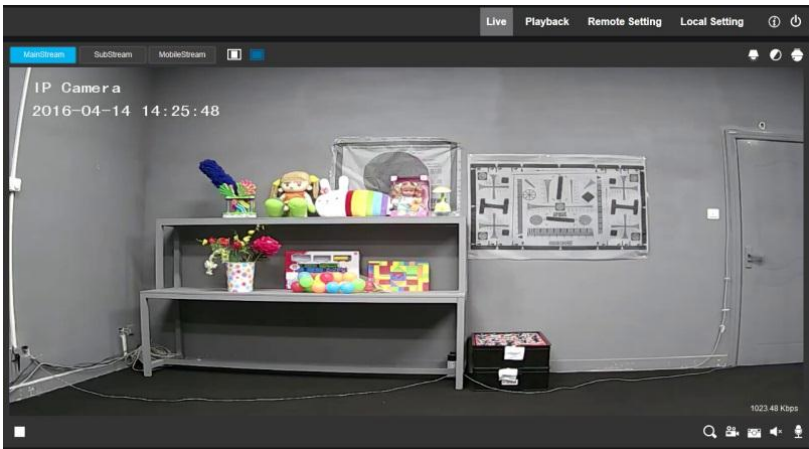 Live Playback Remote Setting Local Setting
MainStream SubStream MobileStream
IP Camera
2016-04-14 14:25:48
1023.48 Kbps